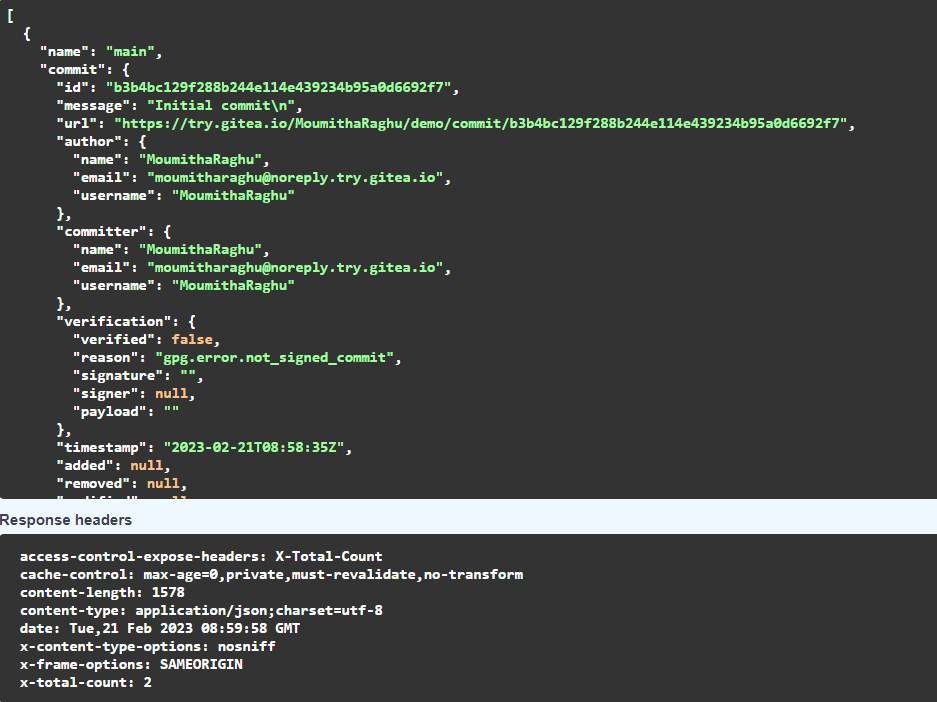 [
  {
    "name": "main",
    "commit": {
      "id": "b3b4bc129f288b244e114e439234b95a0d6692f7",
      "message": "Initial commit\n",
      "url": "https://try.gitea.io/MoumithaRaghu/demo/commit/b3b4bc129f288b244e114e439234b95a0d6692f7",
      "author": {
        "name": "MoumithaRaghu",
        "email": "moumitharaghu@noreply.try.gitea.io",
        "username": "MoumithaRaghu"
      },
      "committer": {
        "name": "MoumithaRaghu",
        "email": "moumitharaghu@noreply.try.gitea.io",
        "username": "MoumithaRaghu"
      },
      "verification": {
        "verified": false,
        "reason": "gpg.error.not_signed_commit",
        "signature": "",
        "signer": null,
        "payload": ""
      },
      "timestamp": "2023-02-21T08:58:35Z",
      "added": null,
      "removed": null,
Response headers
access-control-expose-headers: X-Total-Count
cache-control: max-age=0,private,must-revalidate,no-transform
content-length: 1578
content-type: application/json;charset=utf-8
date: Tue,21 Feb 2023 08:59:58 GMT
x-content-type-options: nosniff
x-frame-options: SAMEORIGIN
x-total-count: 2